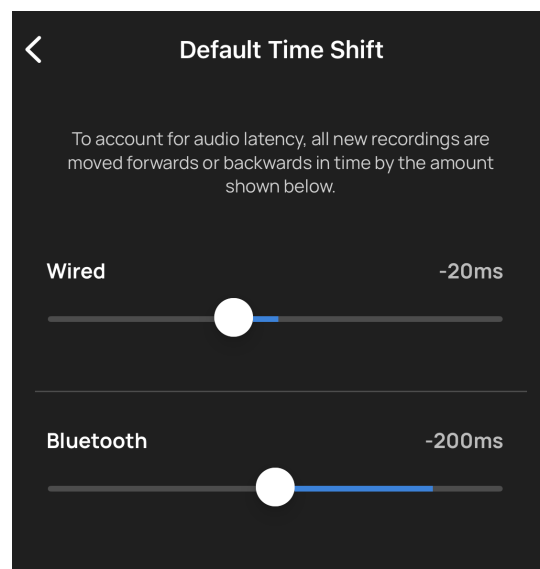 Default Time Shift
To account for audio latency, all new recordings are
moved forwards or backwards in time by the amount
shown below.
Wired -20ms
Bluetooth -200ms